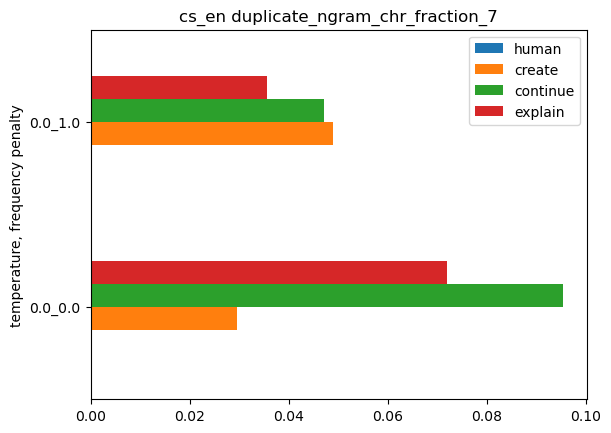 cs_en duplicate_ngram_chr_fraction_7
human
create
continue
explain
temperature, frequency penalty
0.0_1.0
0.0_0.0
0.00 0.02 0.04 0.06 0.08 0.10